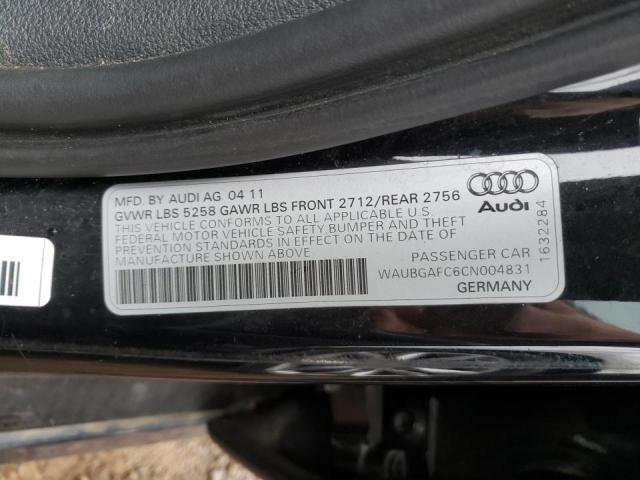 MFD. BY AUDI AG 04 11
GVWR LBS 5258 GAWR LBS FRONT 2712/REAR 2756
THIS VEHICLE CONFORMS TO ALL APPLICABLE U S
FEDERAL MOTOR VEHICLE SAFETY,BUMPER AND THEFT
PREVENTION STANDARDS IN EFFECT ON THE DATE OF
MANUFACTURE SHOWN ABOVE
PASSENGER CAR
WAUBGAFC6CN004831
GERMANY
Audi
1632284